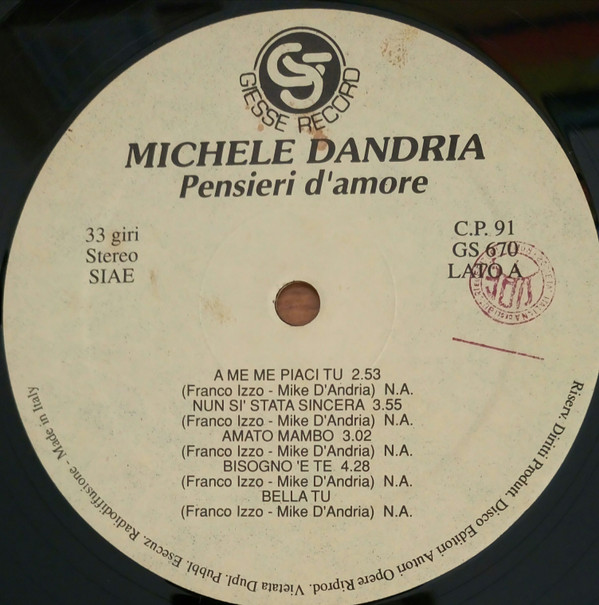 GS
GIESSE RECORD
MICHELE DANDRIA
Pensieri d'amore
33 giri
Stereo
SIAE
C.P. 91
GS 670
LATO A
A ME ME PIACI TU 2.53
(Franco Izzo - Mike D'Andria) N.A.
NUN SI' STATA SINCERA 3.55
(Franco Izzo - Mike D'Andria) N.A.
AMATO MAMBO 3.02
(Franco Izzo - Mike D'Andria) N.A.
BISOGNO 'E TE 4.28
(Franco Izzo - Mike D'Andria) N.A.
BELLA TU
(Franco Izzo - Mike D'Andria) N.A.
Riserv. Diritti Produtt. Disco Editori Autori Opere Riprod. Vietata Dupl. Pubbl. Esecuz. Radiodiffusione - Made in Italy